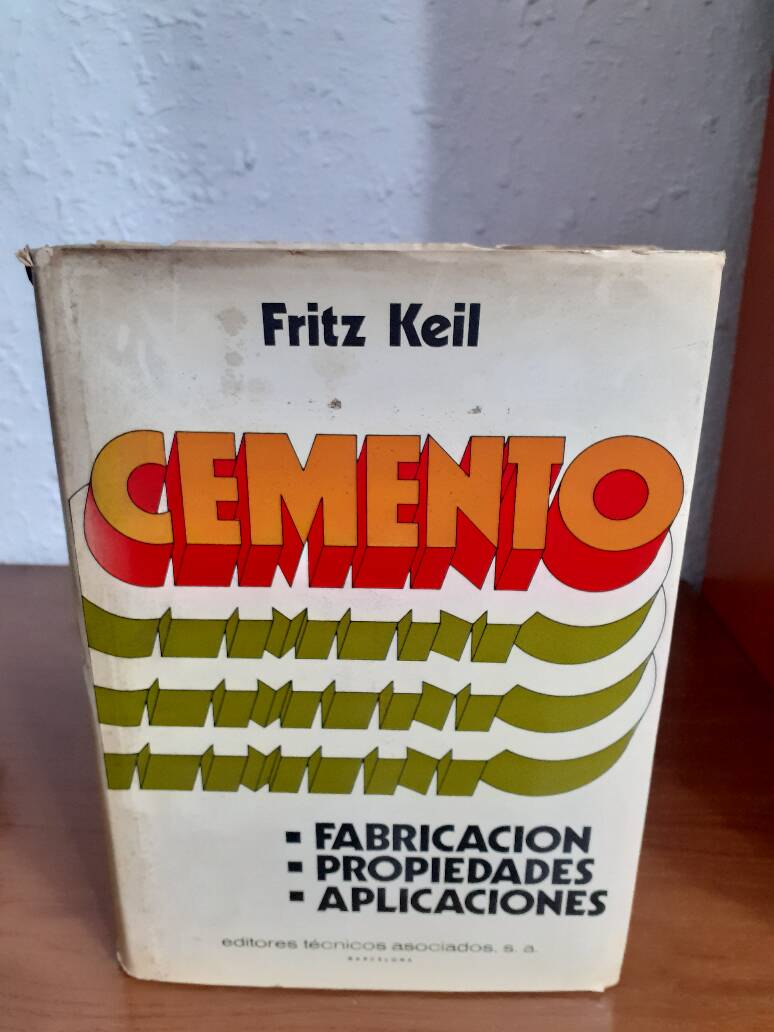 Fritz Keil
CEMENTO
▪ FABRICACION
▪ PROPIEDADES
▪ APLICACIONES
editores técnicos asociados, s. a.
BARCELONA